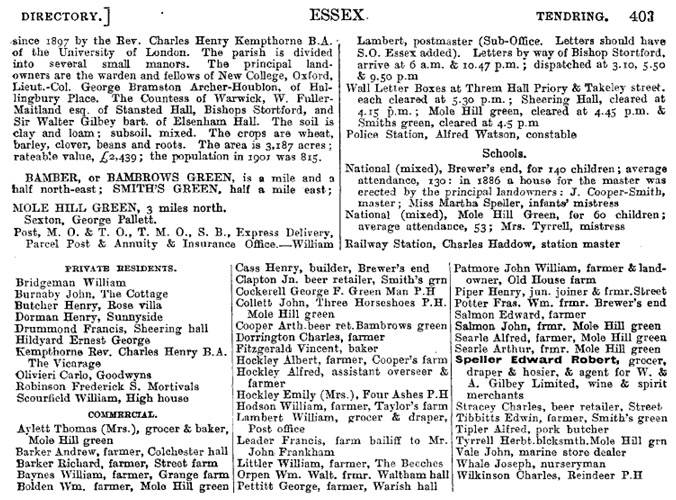 DIRECTORY.]
ESSEX.
TENDRING. 403
since 1897 by the Rev. Charles Henry Kempthorne B.A.
of the University of London. The parish is divided
into several small manors. The principal land-
owners are the warden and fellows of New College, Oxford,
Lieut.-Col. George Bramston Archer-Houblon, of Hal-
lingbury Place. The Countess of Warwick, W. Fuller-
Maitland esq. of Stansted Hall, Bishops Stortford, and
Sir Walter Gilbey bart. of Elsenham Hall. The soil is
clay and loam; subsoil, mixed. The crops are wheat,
barley, clover, beans and roots. The area is 3,187 acres;
rateable value, £2,439; the population in 1901 was 815.
BAMBER, or BAMBROWS GREEN, is a mile and a
half north-east; SMITH'S GREEN, half a mile east;
MOLE HILL GREEN, 3 miles north.
Sexton, George Pallett.
Post, M. O. & T. O., T. M. O., S. B., Express Delivery,
Parcel Post & Annuity & Insurance Office.—William
Lambert, postmaster (Sub-Office. Letters should have
S.O. Essex added). Letters by way of Bishop Stortford,
arrive at 6 a.m. & 10.47 p.m.; dispatched at 3.10, 5.50
& 9.50 p.m
Wall Letter Boxes at Threm Hall Priory & Takeley street.
each cleared at 5.30 p.m.; Sheering Hall, cleared at
4.15 p.m.; Mole Hill green, cleared at 4.45 p.m. &
Smiths green, cleared at 4.5 p.m
Police Station, Alfred Watson, constable
Schools.
National (mixed), Brewer's end, for 140 children; average
attendance, 130: in 1886 a house for the master was
erected by the principal landowners: J. Cooper-Smith,
master; Miss Martha Speller, infants' mistress
National (mixed), Mole Hill Green, for 60 children;
average attendance, 53; Mrs. Tyrrell, mistress
Railway Station, Charles Haddow, station master
PRIVATE RESIDENTS.
Bridgeman William
Burnaby John, The Cottage
Butcher Henry, Rose villa
Dorman Henry, Sunnyside
Drummond Francis, Sheering hall
Hildyard Ernest George
Kempthorne Rev. Charles Henry B.A.
The Vicarage
Olivieri Carlo, Goodwyns
Robinson Frederick S. Mortivals
Scourfield William, High house
COMMERCIAL.
Aylett Thomas (Mrs.), grocer & baker,
Mole Hill green
Barker Andrew, farmer, Colchester hall
Barker Richard, farmer, Street farm
Baynes William, farmer, Grange farm
Bolden Wm. farmer, Mole Hill green
Cass Henry, builder, Brewer's end
Clapton Jn. beer retailer, Smith's grn
Cockerell George F. Green Man P.H
Collett John, Three Horseshoes P.H.
Mole Hill green
Cooper Arth. beer ret. Bambrows green
Dorrington Charles, farmer
Fitzgerald Vincent, baker
Hockley Albert, farmer, Cooper's farm
Hockley Alfred, assistant overseer &
farmer
Hockley Emily (Mrs.), Four Ashes P.H
Hodson William, farmer, Taylor's farm
Lambert William, grocer & draper,
Post office
Leader Francis, farm bailiff to Mr.
John Frankham
Littler William, farmer, The Beeches
Orpen Wm. Walt. frmr. Waltham hall
Pettitt George, farmer, Warish hall
Patmore John William, farmer & land-
owner, Old House farm
Piper Henry, jun. joiner & frmr. Street
Potter Fras. Wm. frmr. Brewer's end
Salmon Edward, farmer
Salmon John, frmr. Mole Hill green
Searle Alfred, farmer, Mole Hill green
Searle Arthur, frmr. Mole Hill green
Speller Edward Robert, grocer,
draper & hosier, & agent for W. &
A. Gilbey Limited, wine & spirit
merchants
Stracey Charles, beer retailer, Street
Tibbitts Edwin, farmer, Smith's green
Tipler Alfred, pork butcher
Tyrrell Herbt. blcksmth. Mole Hill grn
Vale John, marine store dealer
Whale Joseph, nurseryman
Wilkinson Charles, Reindeer P.H